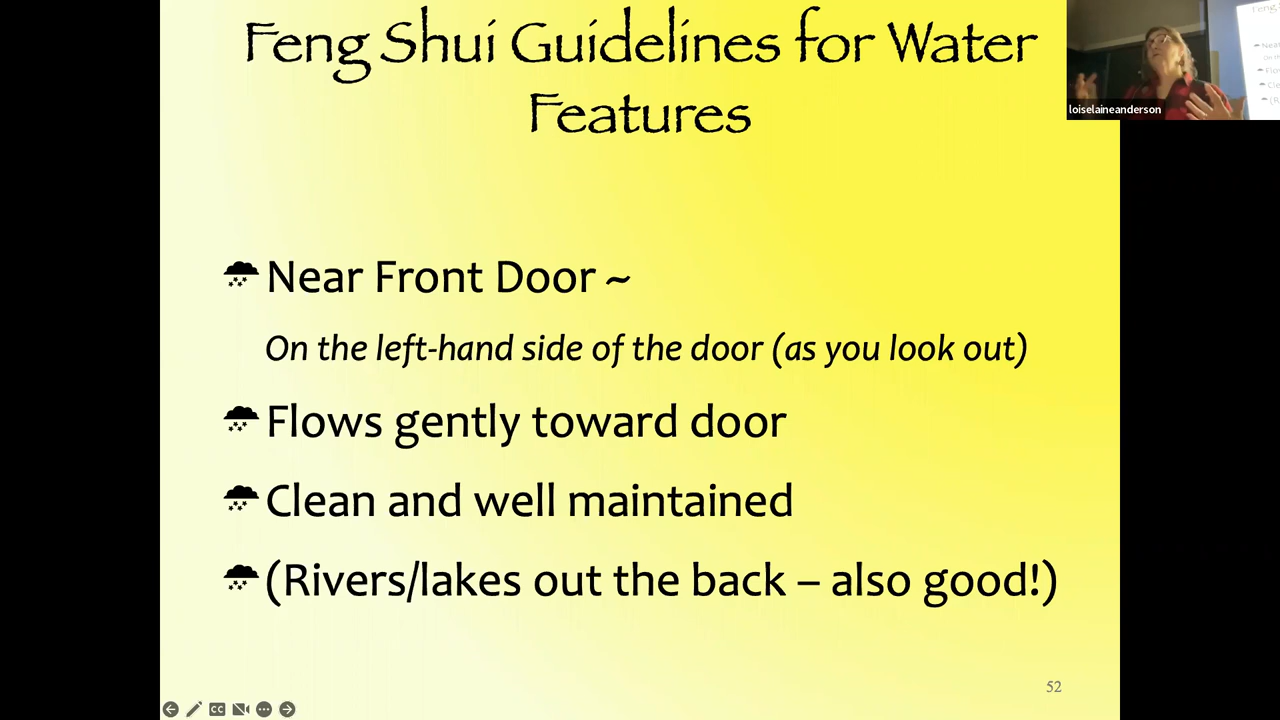 Feng Shui Guidelines for Water
Features
Near Front Door ~
On the left-hand side of the door (as you look out)
Flows gently toward door
Clean and well maintained
(Rivers/lakes out the back – also good!)
52
CC
loiselaineanderson